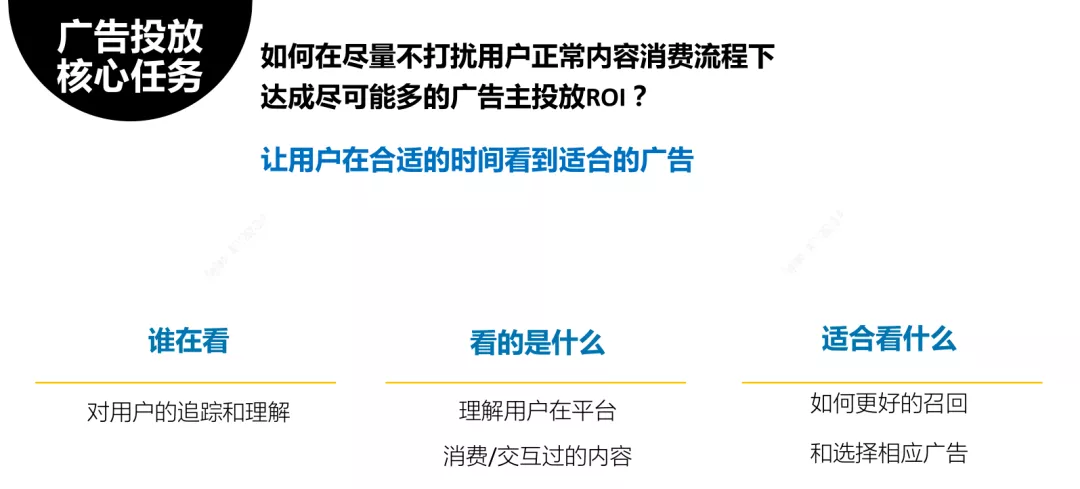 广告投放
核心任务
如何在尽量不打扰用户正常内容消费流程下
达成尽可能多的广告主投放ROI？
让用户在合适的时间看到适合的广告
谁在看
看的是什么
适合看什么
对用户的追踪和理解
理解用户在平台
消费/交互过的内容
如何更好的召回
和选择相应广告